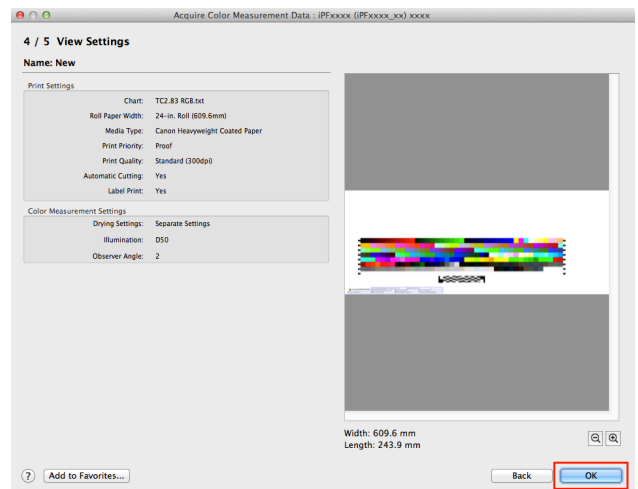 Acquire Color Measurement Data : iPFxxxx (iPFxxxx_xx) xxxx
4 / 5 View Settings
Name: New
Print Settings
Chart: TC2.83 RGB.txt
Roll Paper Width: 24-in. Roll (609.6mm)
Media Type: Canon Heavyweight Coated Paper
Print Priority: Proof
Print Quality: Standard (300dpi)
Automatic Cutting: Yes
Label Print: Yes
Color Measurement Settings
Drying Settings: Separate Settings
Illumination: D50
Observer Angle: 2
Width: 609.6 mm
Length: 243.9 mm
? Add to Favorites... Back OK